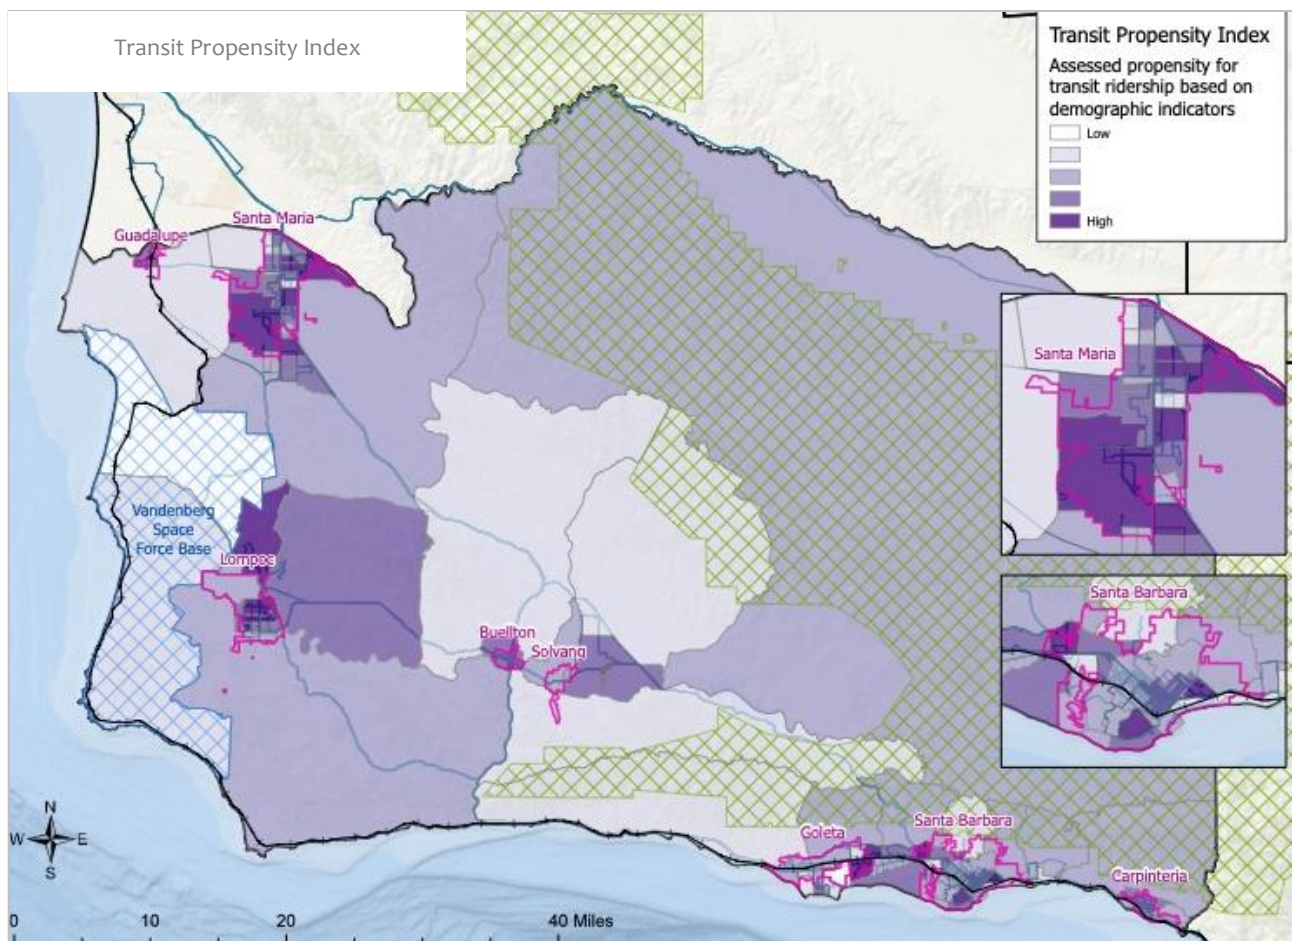 Transit Propensity Index
Transit Propensity Index
Assessed propensity for
transit ridership based on
demographic indicators
Low
High
Santa Maria
Guadalupe
Santa Maria
Vandenberg
Space
Force Base
Lompoc
Santa Barbara
Buellton
Solvang
Goleta
Santa Barbara
Carpinteria
N
W E
S
0 10 20 40 Miles